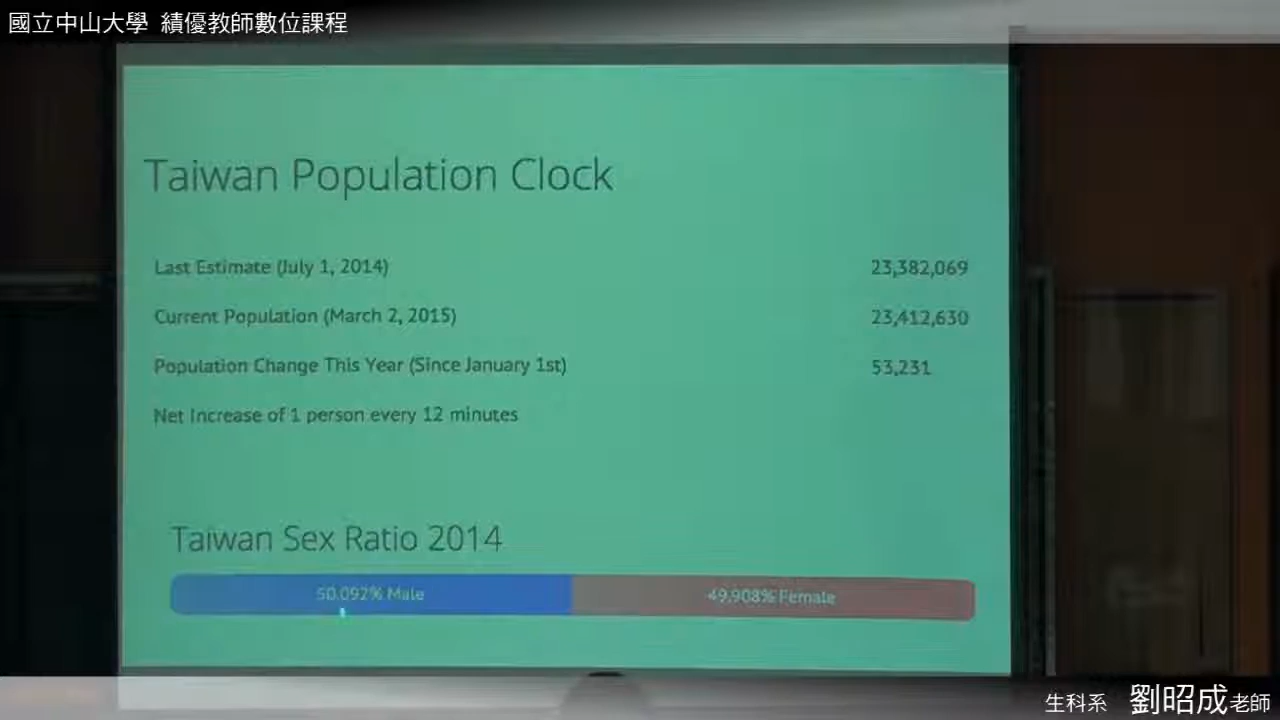 國立中山大學 績優教師數位課程
Taiwan Population Clock
Last Estimate (July 1, 2014) 23,382,069
Current Population (March 2, 2015) 23,412,630
Population Change This Year (Since January 1st) 53,231
Net Increase of 1 person every 12 minutes
Taiwan Sex Ratio 2014
50.092% Male 49.908% Female
生科系 劉昭成老師